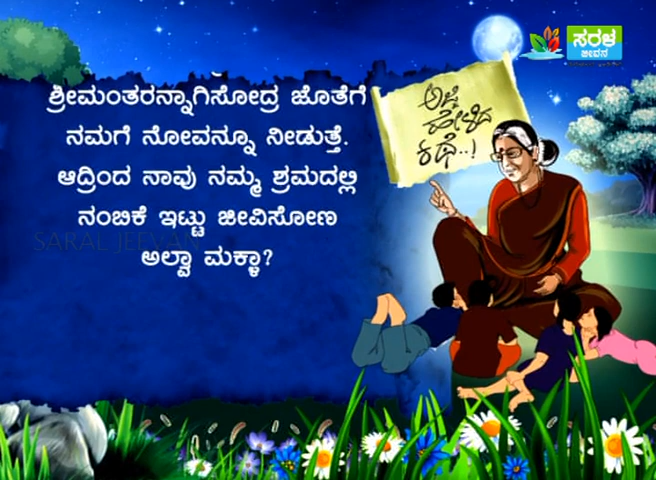 ಶ್ರೀಮಂತರನ್ನಾಗಿಸೋದ್ರ ಜೊತೆಗೆ
ನಮಗೆ ನೋವನ್ನೂ ನೀಡುತ್ತೆ.
ಆದ್ರಿಂದ ನಾವು ನಮ್ಮ ಶ್ರಮದಲ್ಲಿ
ನಂಬಿಕೆ ಇಟ್ಟು ಜೀವಿಸೋಣ
ಅಲ್ವಾ ಮಕ್ಳಾ?
SARAL JEEVAN
ಅಜ್ಜಿ
ಹೇಳಿದ
ಕಥೆ..!
ಸರಳ
ಜೀವನ